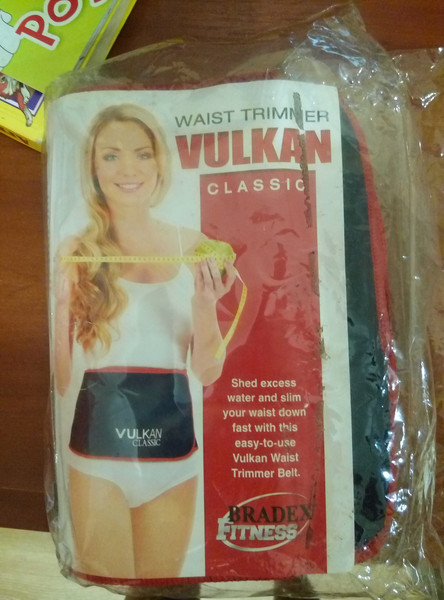 PO
WAIST TRIMMER
VULKAN
CLASSIC
Shed excess
water and slim
your waist down
fast with this
easy-to-use
Vulkan Waist
Trimmer Belt.
VULKAN
CLASSIC
BRADEX
FITNESS